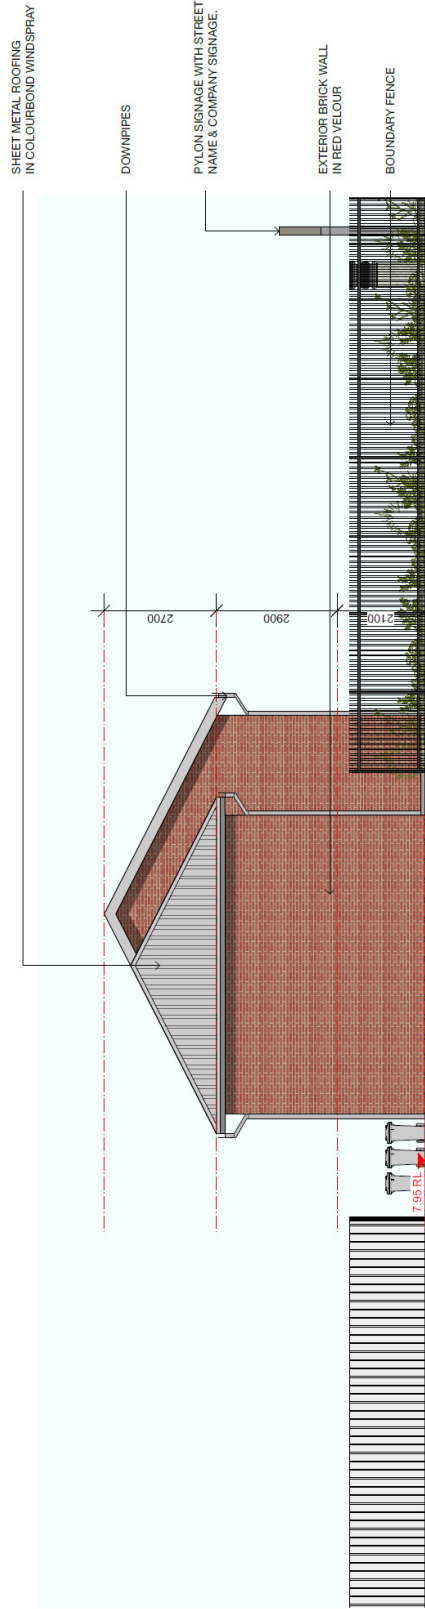 SHEET METAL ROOFING
IN COLOURBOND WINDSPRAY
DOWNPIPES
PYLON SIGNAGE WITH STREET
NAME & COMPANY SIGNAGE.
EXTERIOR BRICK WALL
IN RED VELOUR
BOUNDARY FENCE
2700
2900
2100
7.95 RL